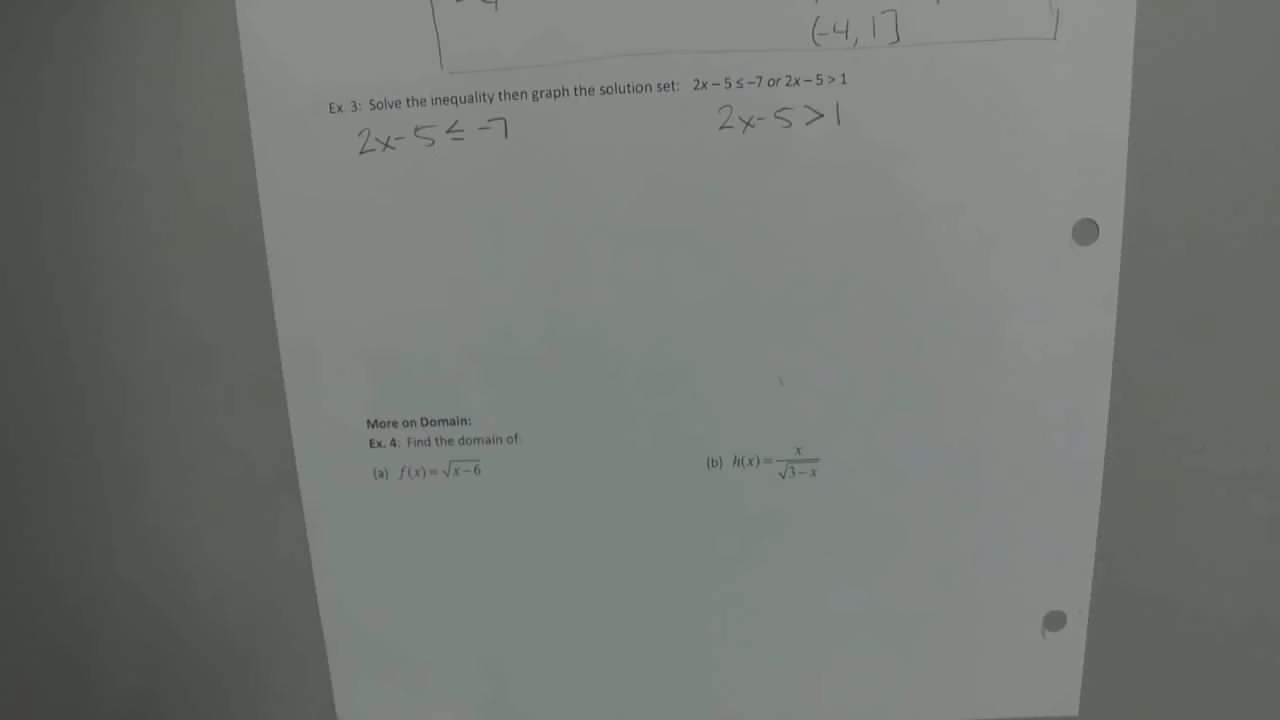 (-4, 1]
Ex. 3: Solve the inequality then graph the solution set: 2x – 5 ≤ –7 or 2x – 5 > 1
2x - 5 ≤ -7
2x - 5 > 1
More on Domain:
Ex. 4: Find the domain of:
(a) f(x) = √(x−6)
(b) h(x) = x/√(3−x)